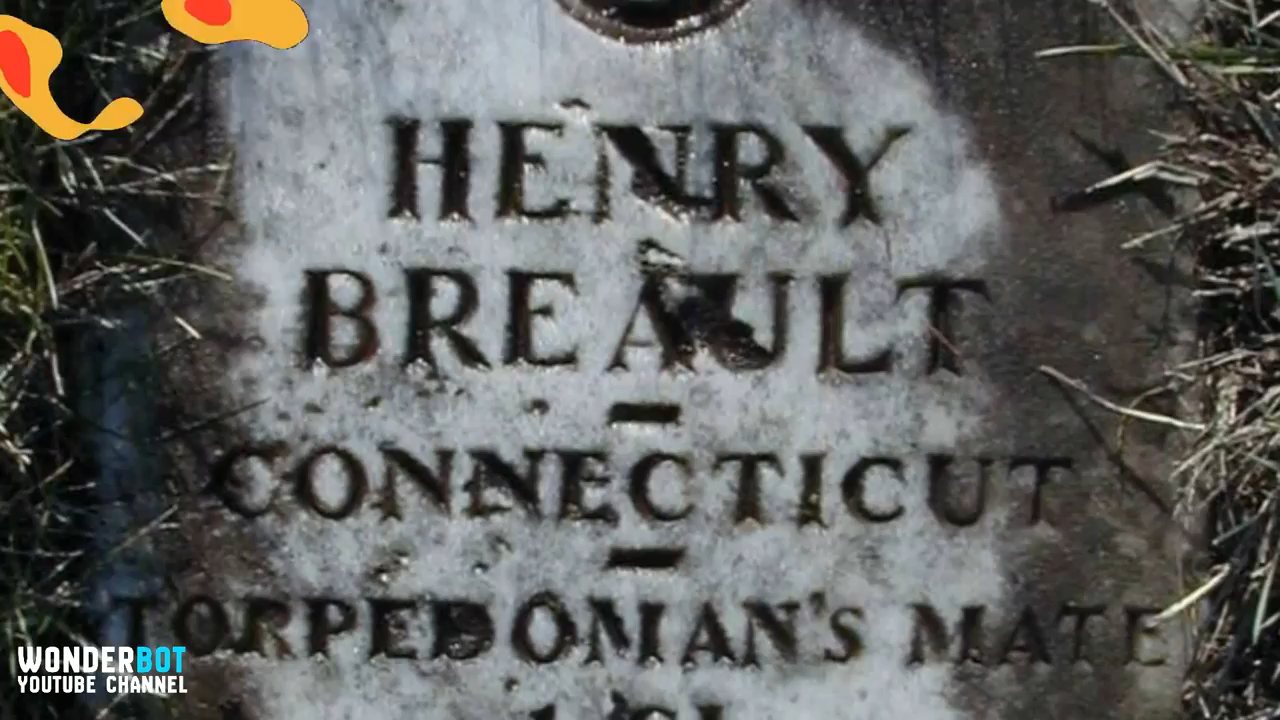 HENRY
BREAULT
–
CONNECTICUT
–
TORPEDOMAN'S MATE
WONDERBOT
YOUTUBE CHANNEL